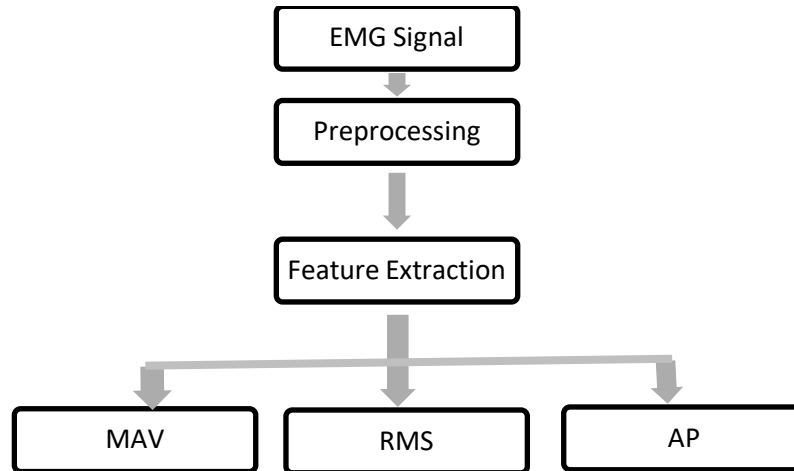 EMG Signal
Preprocessing
Feature Extraction
MAV
RMS
AP